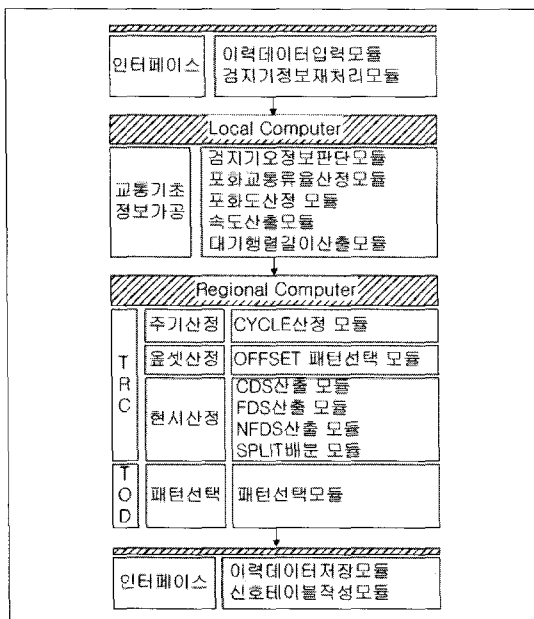 인터페이스
이력데이터입력모듈
검지기정보재처리모듈
Local Computer
교통기초
정보가공
검지기오정보판단모듈
포화교통류율산정모듈
포화도산정 모듈
속도산출모듈
대기행렬길이산출모듈
Regional Computer
TRC
주기산정
CYCLE산정 모듈
옵셋산정
OFFSET 패턴선택 모듈
현시산정
CDS산출 모듈
FDS산출 모듈
NFDS산출 모듈
SPLIT배분 모듈
TOD
패턴선택
패턴선택모듈
인터페이스
이력데이터저장모듈
신호테이블작성모듈